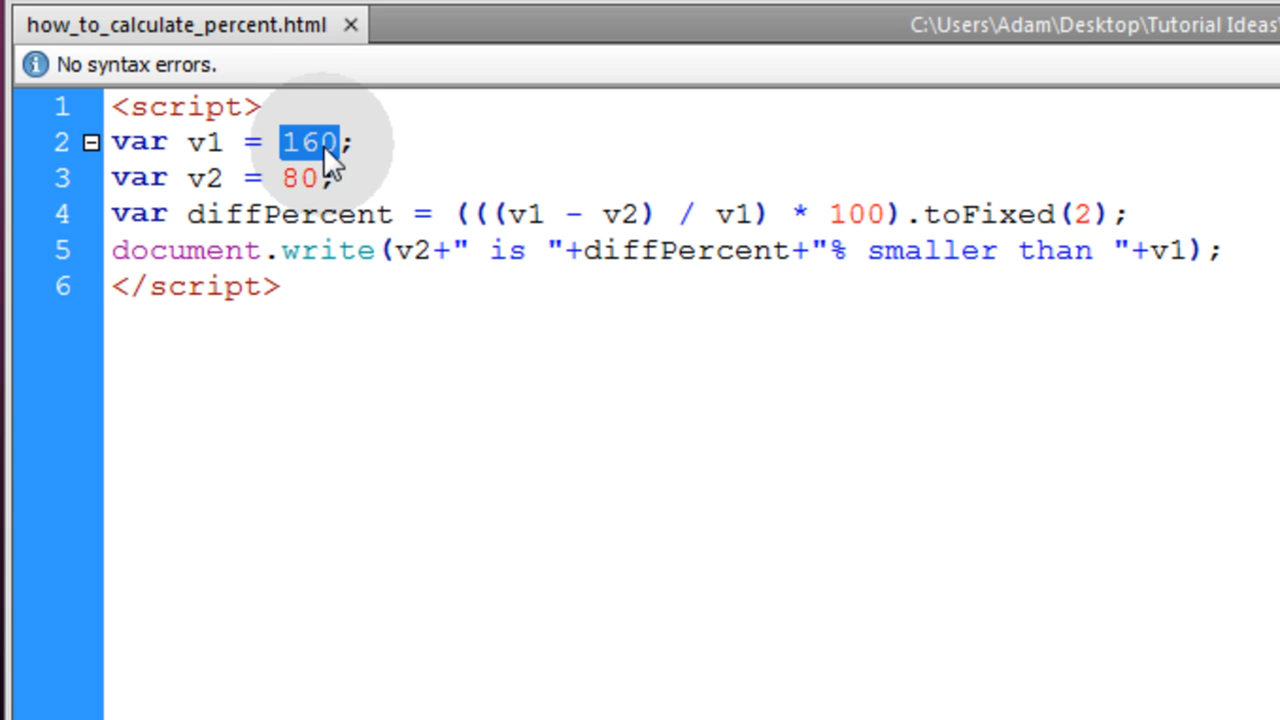 how_to_calculate_percent.html × C:\Users\Adam\Desktop\Tutorial Ideas\
No syntax errors.
1 <script>
2 var v1 = 160;
3 var v2 = 80;
4 var diffPercent = (((v1 - v2) / v1) * 100).toFixed(2);
5 document.write(v2+" is "+diffPercent+"% smaller than "+v1);
6 </script>